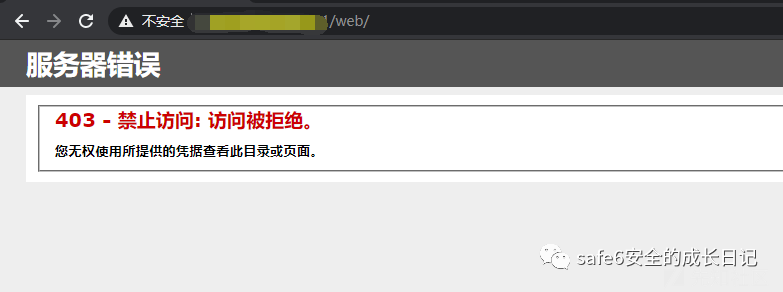 不安全 /web/
服务器错误
403 - 禁止访问: 访问被拒绝。
您无权使用所提供的凭据查看此目录或页面。
safe6安全的成长日记